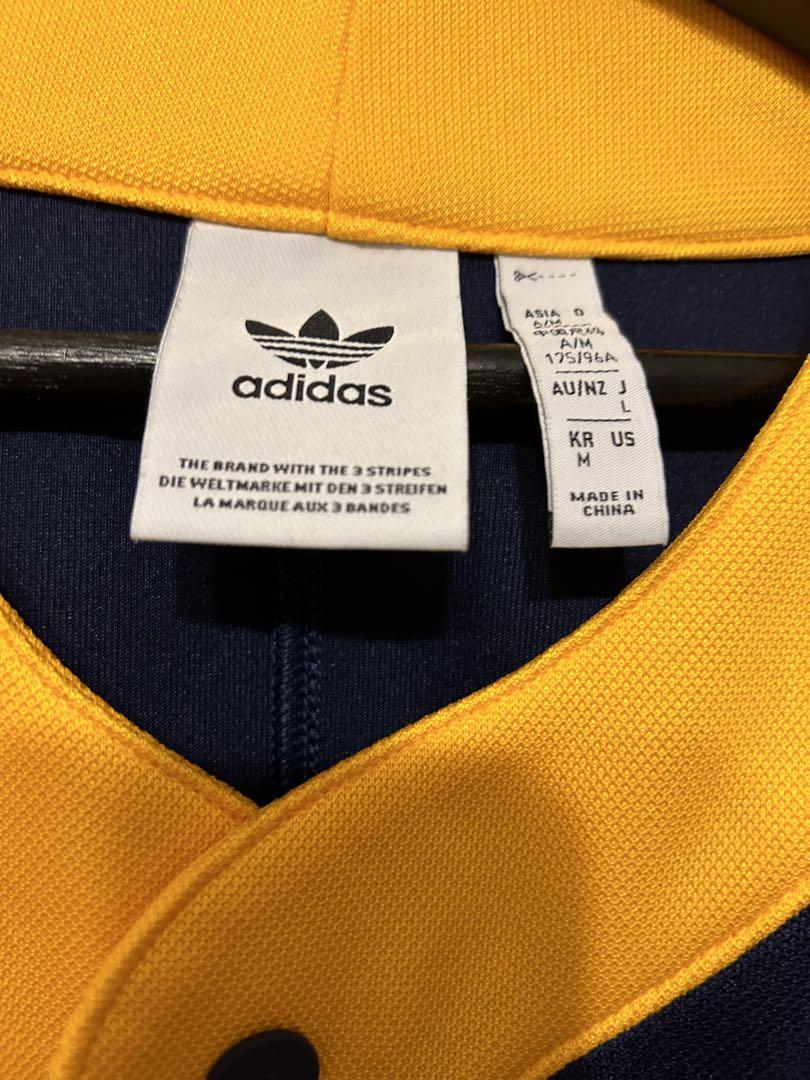 adidas
THE BRAND WITH THE 3 STRIPES
DIE WELTMARKE MIT DEN 3 STREIFEN
LA MARQUE AUX 3 BANDES
ASIA D
A/M
175/96A
AU/NZ J
L
KR US
M
MADE IN
CHINA